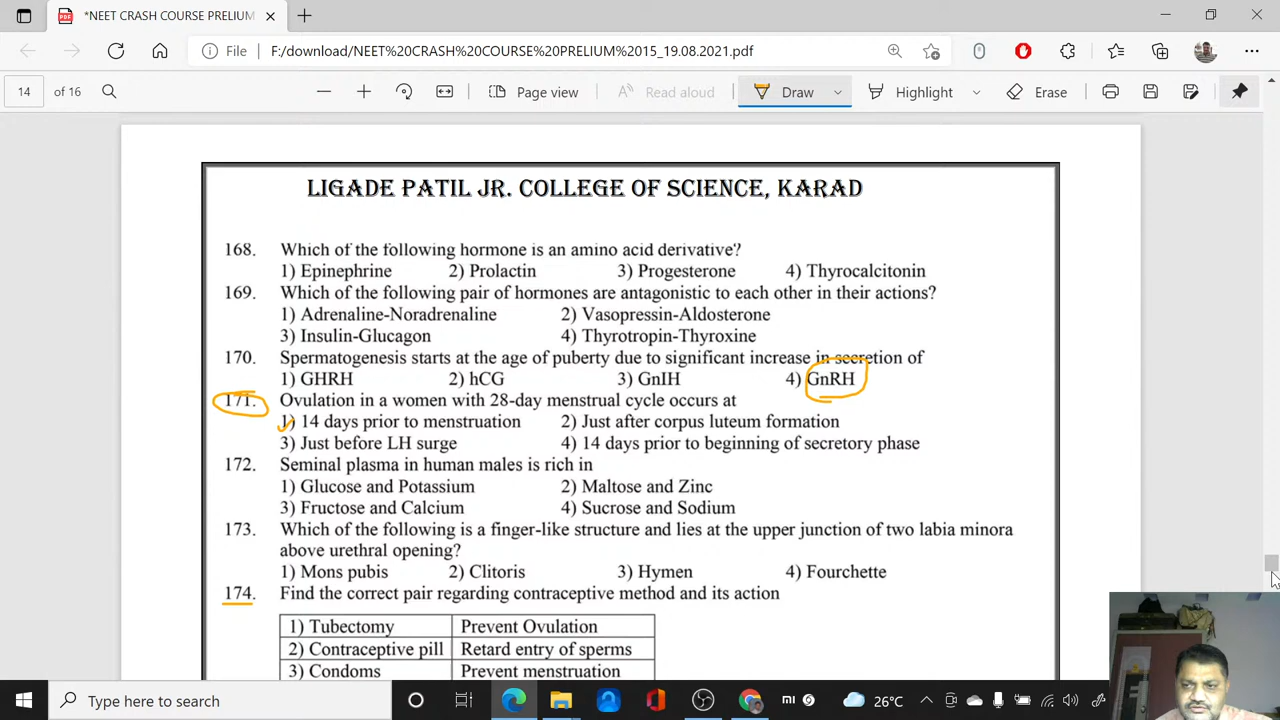 *NEET CRASH COURSE PRELIUM
File F:/download/NEET%20CRASH%20COURSE%20PRELIUM%2015_19.08.2021.pdf
14 of 16 Page view Read aloud Draw Highlight Erase
LIGADE PATIL JR. COLLEGE OF SCIENCE, KARAD
168. Which of the following hormone is an amino acid derivative?
1) Epinephrine 2) Prolactin 3) Progesterone 4) Thyrocalcitonin
169. Which of the following pair of hormones are antagonistic to each other in their actions?
1) Adrenaline-Noradrenaline 2) Vasopressin-Aldosterone
3) Insulin-Glucagon 4) Thyrotropin-Thyroxine
170. Spermatogenesis starts at the age of puberty due to significant increase in secretion of
1) GHRH 2) hCG 3) GnIH 4) GnRH
171. Ovulation in a women with 28-day menstrual cycle occurs at
1) 14 days prior to menstruation 2) Just after corpus luteum formation
3) Just before LH surge 4) 14 days prior to beginning of secretory phase
172. Seminal plasma in human males is rich in
1) Glucose and Potassium 2) Maltose and Zinc
3) Fructose and Calcium 4) Sucrose and Sodium
173. Which of the following is a finger-like structure and lies at the upper junction of two labia minora
above urethral opening?
1) Mons pubis 2) Clitoris 3) Hymen 4) Fourchette
174. Find the correct pair regarding contraceptive method and its action
1) Tubectomy Prevent Ovulation
2) Contraceptive pill Retard entry of sperms
3) Condoms Prevent menstruation
Type here to search 26°C